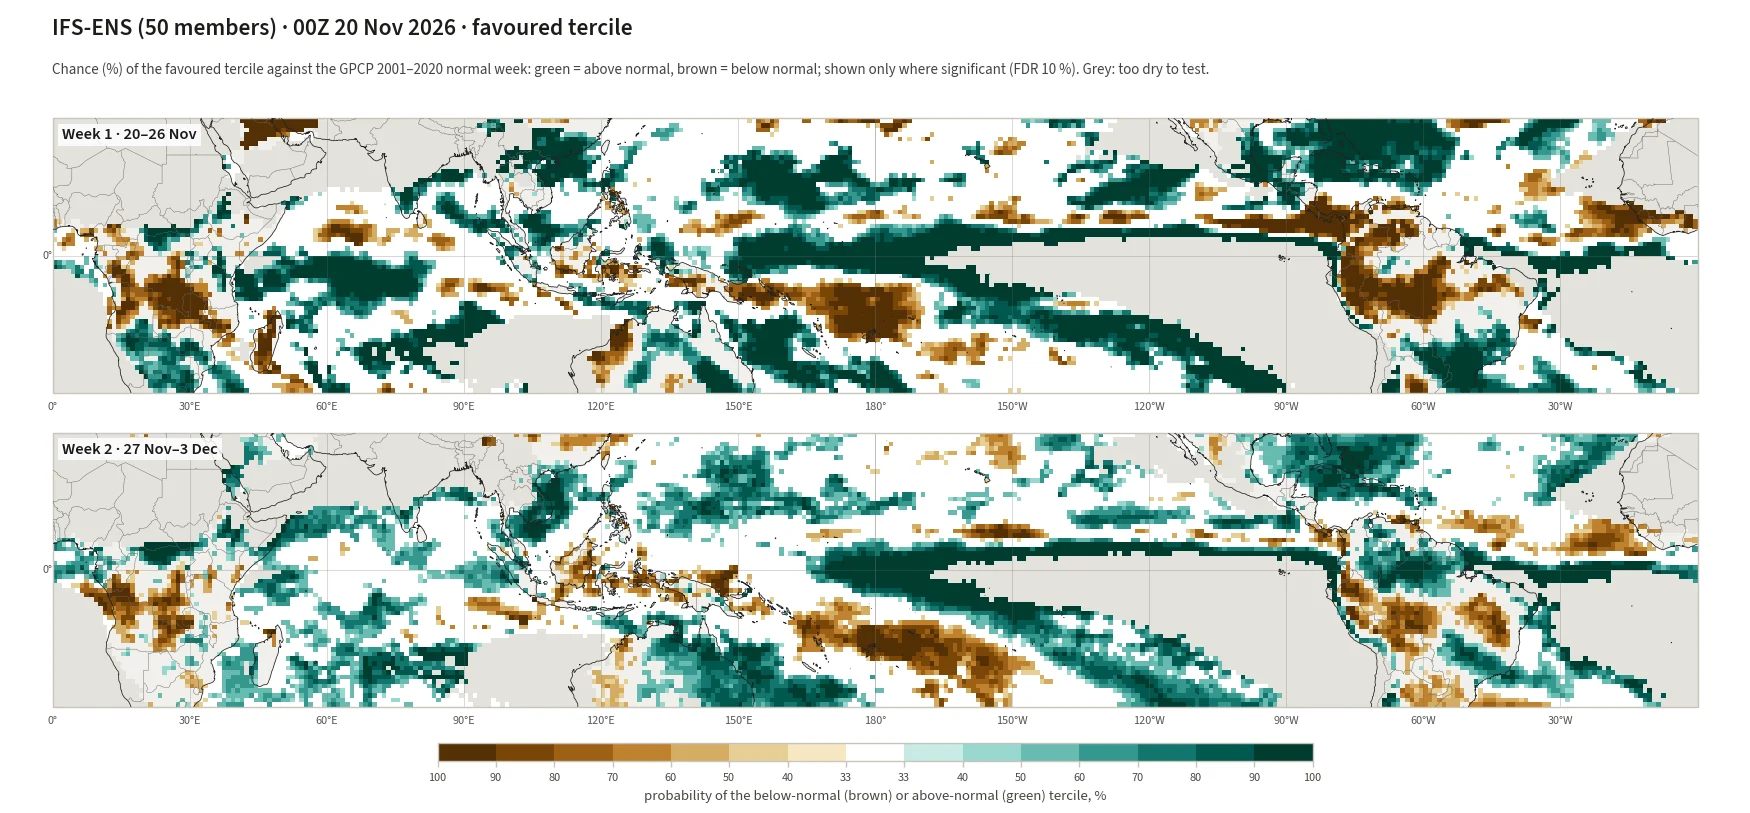 IFS-ENS (50 members) · 00Z 20 Nov 2026 · favoured tercile
Chance (%) of the favoured tercile against the GPCP 2001–2020 normal week: green = above normal, brown = below normal; shown only where significant (FDR 10 %). Grey: too dry to test.
Week 1 · 20–26 Nov
0°
0° 30°E 60°E 90°E 120°E 150°E 180° 150°W 120°W 90°W 60°W 30°W
Week 2 · 27 Nov–3 Dec
0°
0° 30°E 60°E 90°E 120°E 150°E 180° 150°W 120°W 90°W 60°W 30°W
100 90 80 70 60 50 40 33 33 40 50 60 70 80 90 100
probability of the below-normal (brown) or above-normal (green) tercile, %